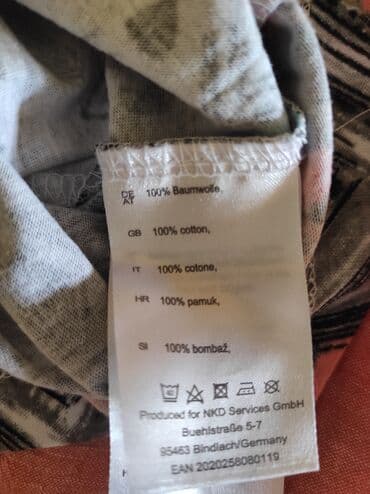 DE AT 100% Baumwolle,
GB 100% cotton,
IT 100% cotone,
HR 100% pamuk,
SI 100% bombaž,
Produced for NKD Services GmbH
Buehlstraße 5-7
95463 Bindlach/Germany
EAN 2020258080119